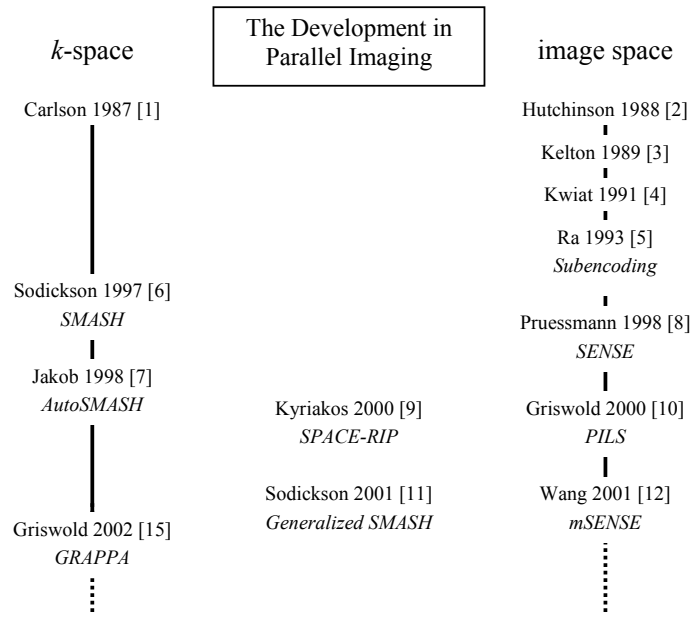 The Development in
Parallel Imaging
k-space
Carlson 1987 [1]
Sodickson 1997 [6]
SMASH
Jakob 1998 [7]
AutoSMASH
Griswold 2002 [15]
GRAPPA
Kyriakos 2000 [9]
SPACE-RIP
Sodickson 2001 [11]
Generalized SMASH
image space
Hutchinson 1988 [2]
Kelton 1989 [3]
Kwiat 1991 [4]
Ra 1993 [5]
Subencoding
Pruessmann 1998 [8]
SENSE
Griswold 2000 [10]
PILS
Wang 2001 [12]
mSENSE